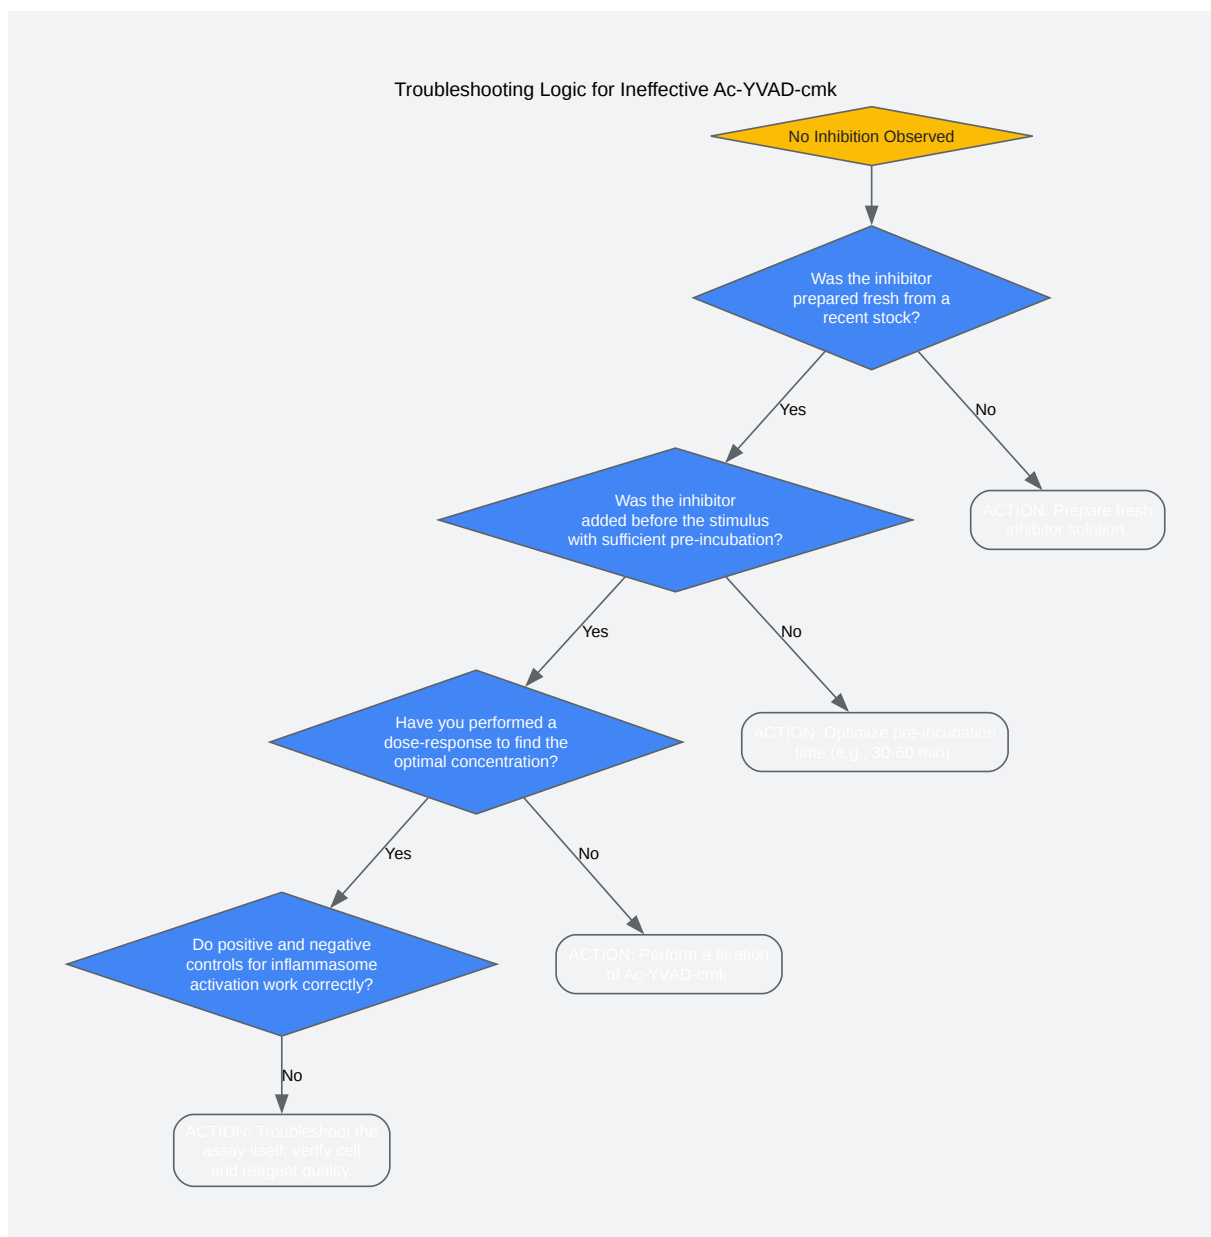 Troubleshooting Logic for Ineffective Ac-YVAD-cmk
No Inhibition Observed
Was the inhibitor
prepared fresh from a
recent stock?
Yes
No
Was the inhibitor
added before the stimulus
with sufficient pre-incubation?
ACTION: Prepare fresh
inhibitor solution.
Yes
No
Have you performed a
dose-response to find the
optimal concentration?
ACTION: Optimize pre-incubation
time (e.g., 30-60 min).
Yes
No
Do positive and negative
controls for inflammasome
activation work correctly?
ACTION: Perform a titration
of Ac-YVAD-cmk.
No
ACTION: Troubleshoot the
assay itself; verify cell
and reagent quality.